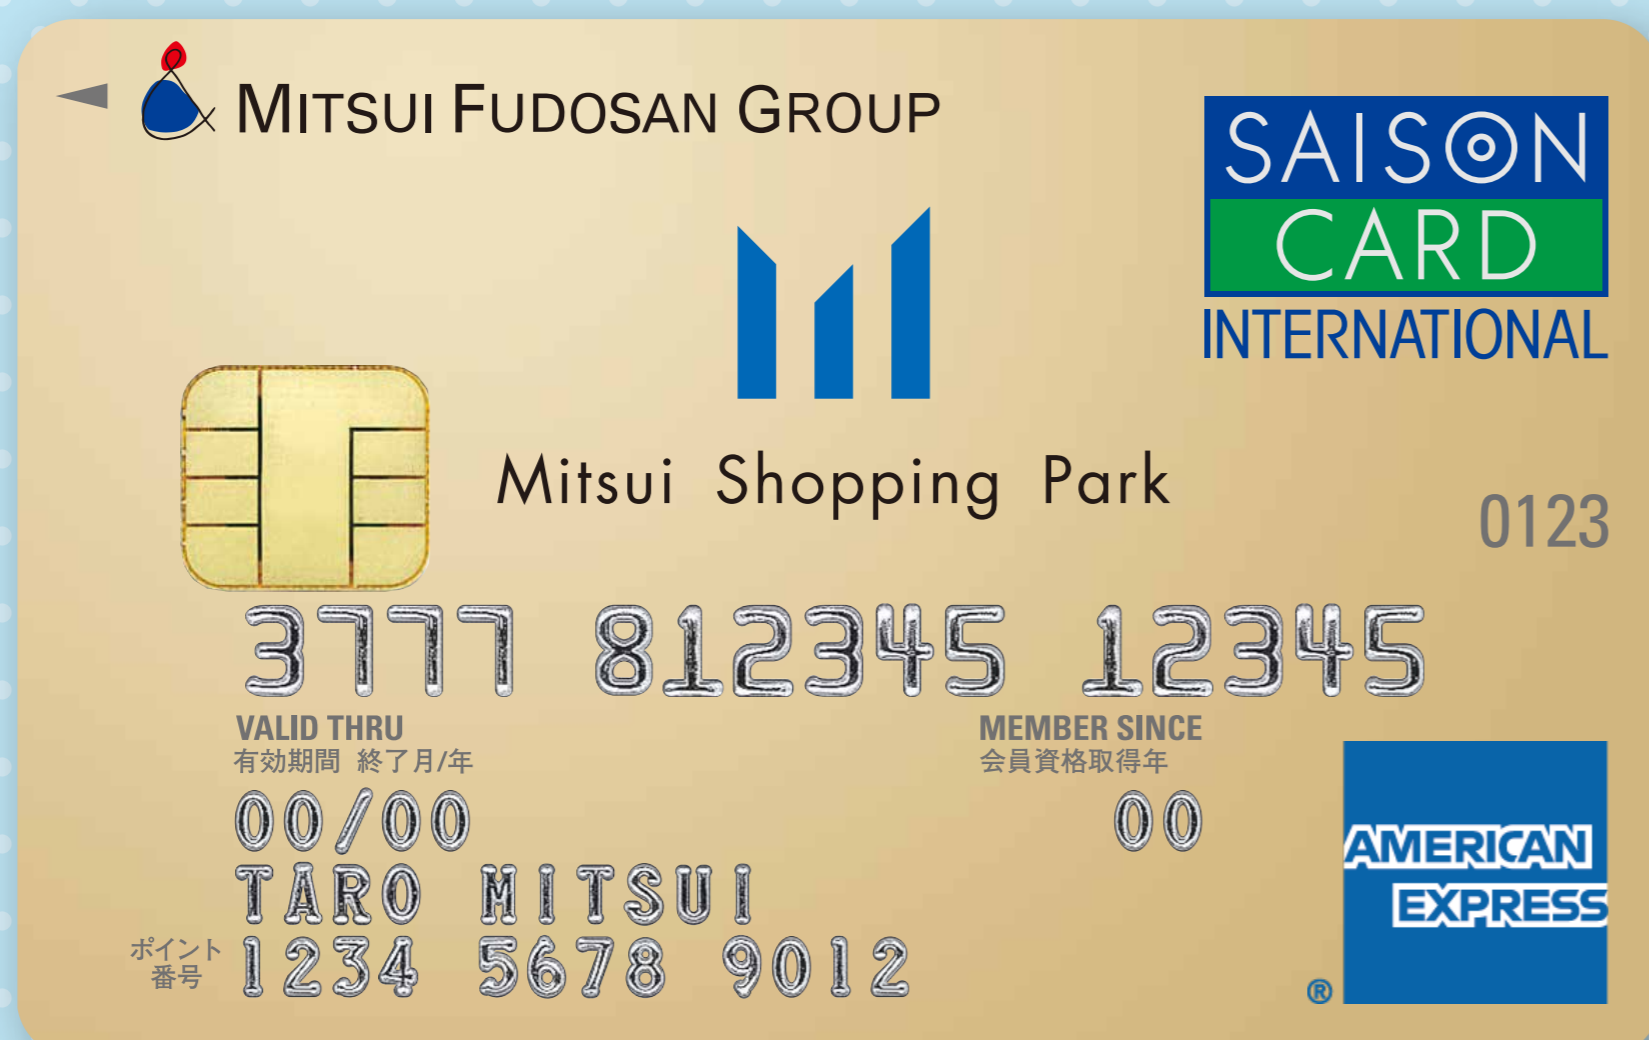 MITSUI FUDOSAN GROUP
SAISON
CARD
INTERNATIONAL
Mitsui Shopping Park
0123
3777 812345 12345
VALID THRU
有効期間 終了月/年
MEMBER SINCE
会員資格取得年
00/00
00
TARO MITSUI
ポイント
番号
1234 5678 9012
AMERICAN
EXPRESS
®